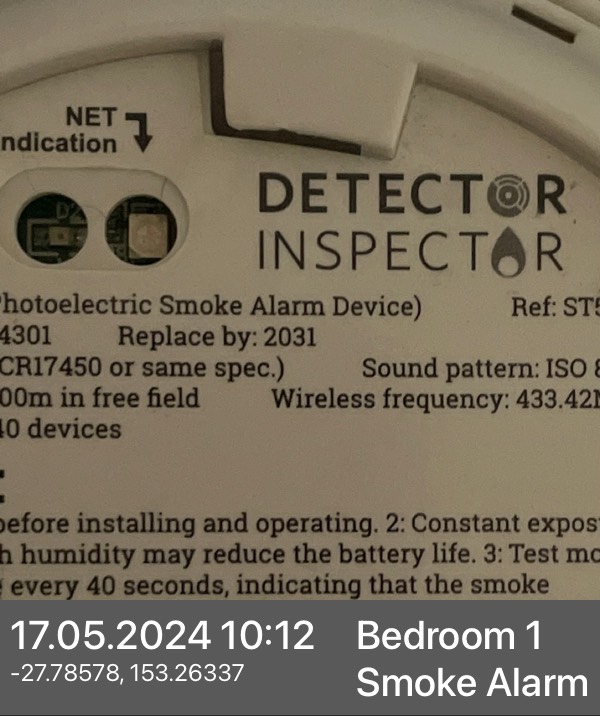 NET
ndication
D2
DETECTOR
INSPECTOR
hotoelectric Smoke Alarm Device) Ref: ST5
4301 Replace by: 2031
CR17450 or same spec.) Sound pattern: ISO 8
00m in free field Wireless frequency: 433.42M
40 devices
before installing and operating. 2: Constant expos
h humidity may reduce the battery life. 3: Test mo
every 40 seconds, indicating that the smoke
17.05.2024 10:12
-27.78578, 153.26337
Bedroom 1
Smoke Alarm